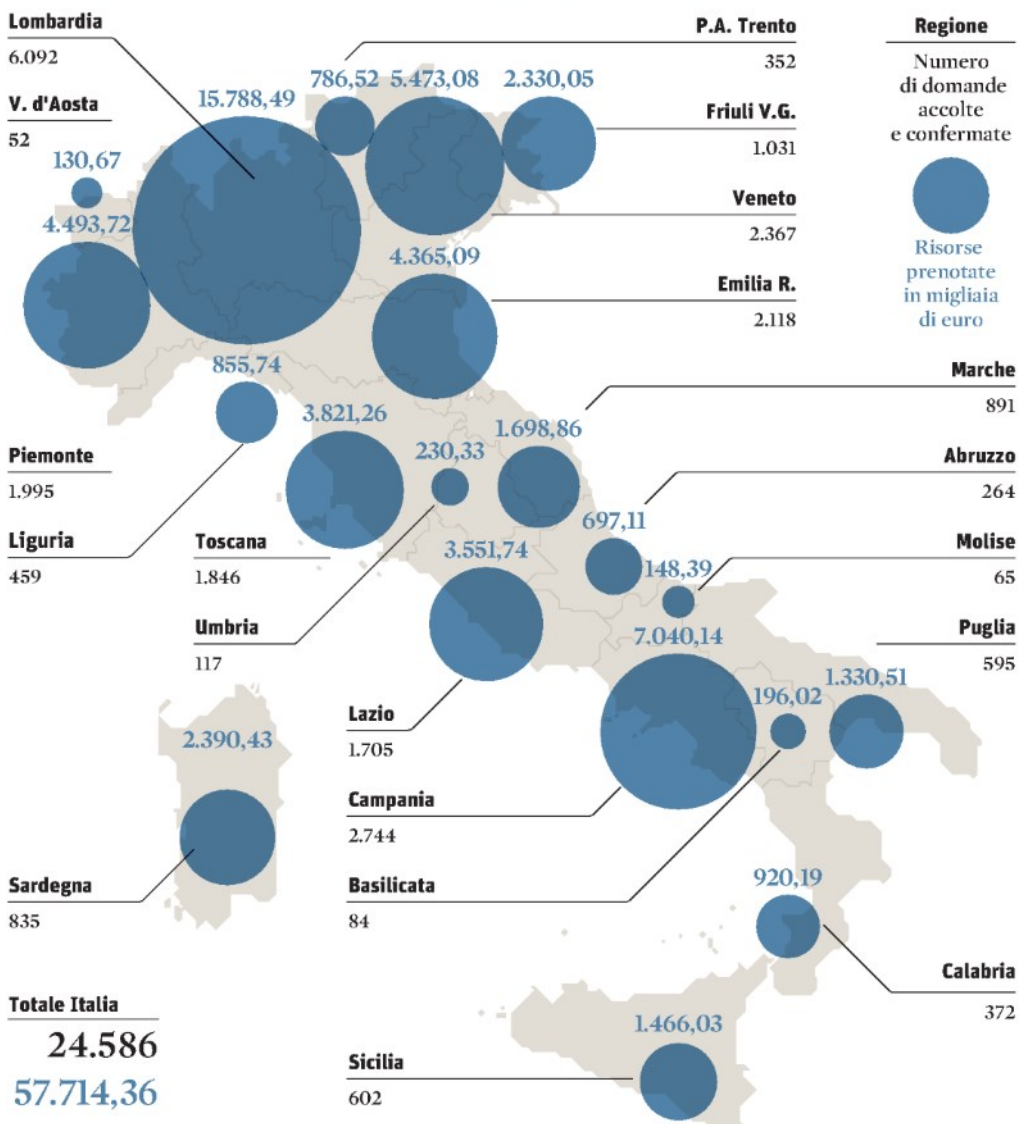 Lombardia
6.092
V. d'Aosta
52
P.A. Trento
352
Friuli V.G.
1.031
Veneto
2.367
Emilia R.
2.118
Regione
Numero
di domande
accolte
e confermate
Risorse
prenotate
in migliaia
di euro
786,52
5.473,08
2.330,05
15.788,49
130,67
4.493,72
4.365,09
855,74
3.821,26
230,33
1.698,86
Marche
891
Piemonte
1.995
Abruzzo
264
Liguria
459
Toscana
1.846
3.551,74
697,11
148,39
Molise
65
Umbria
117
7.040,14
Puglia
595
2.390,43
Lazio
1.705
196,02
1.330,51
Campania
2.744
Sardegna
835
Basilicata
84
920,19
Calabria
372
Totale Italia
24.586
57.714,36
1.466,03
Sicilia
602